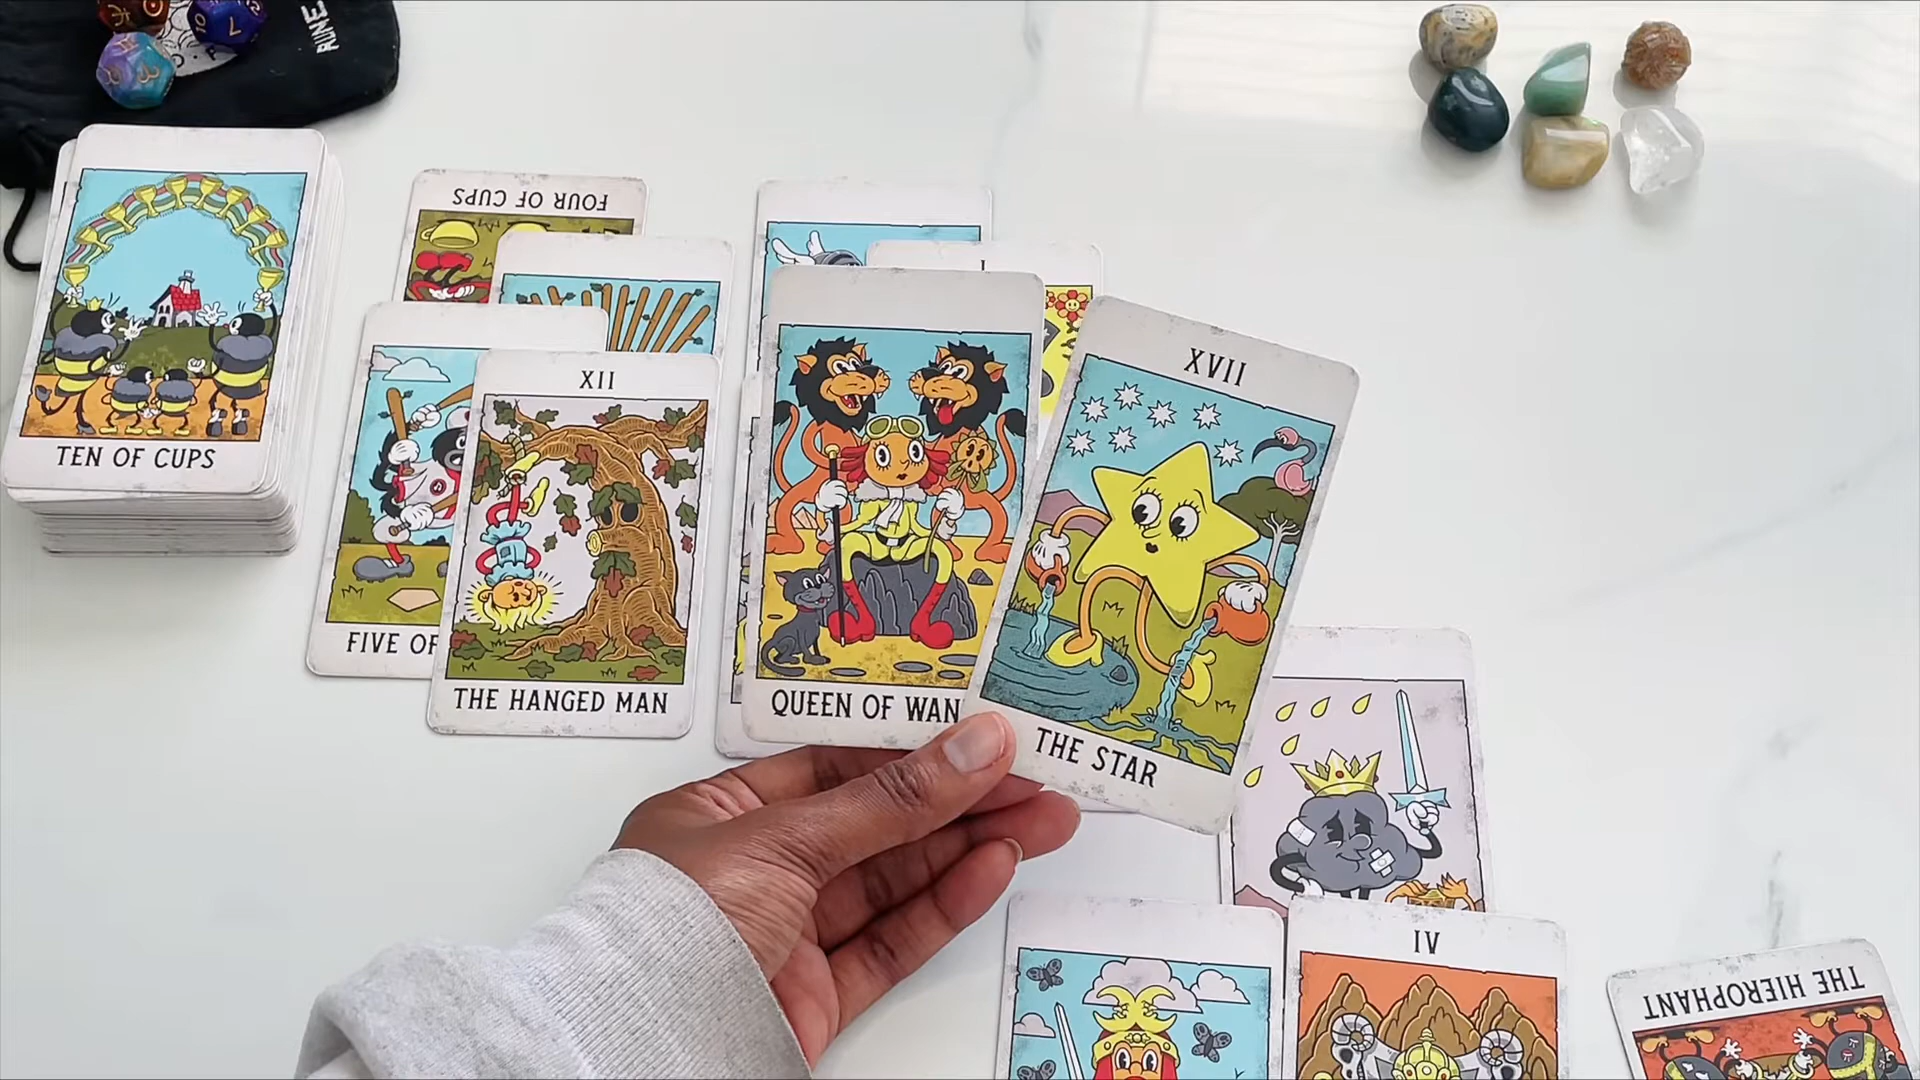 RUNE
TEN OF CUPS
FOUR OF CUPS
FIVE OF
XII
THE HANGED MAN
I
QUEEN OF WAN
XVII
THE STAR
IV
THE HIEROPHANT